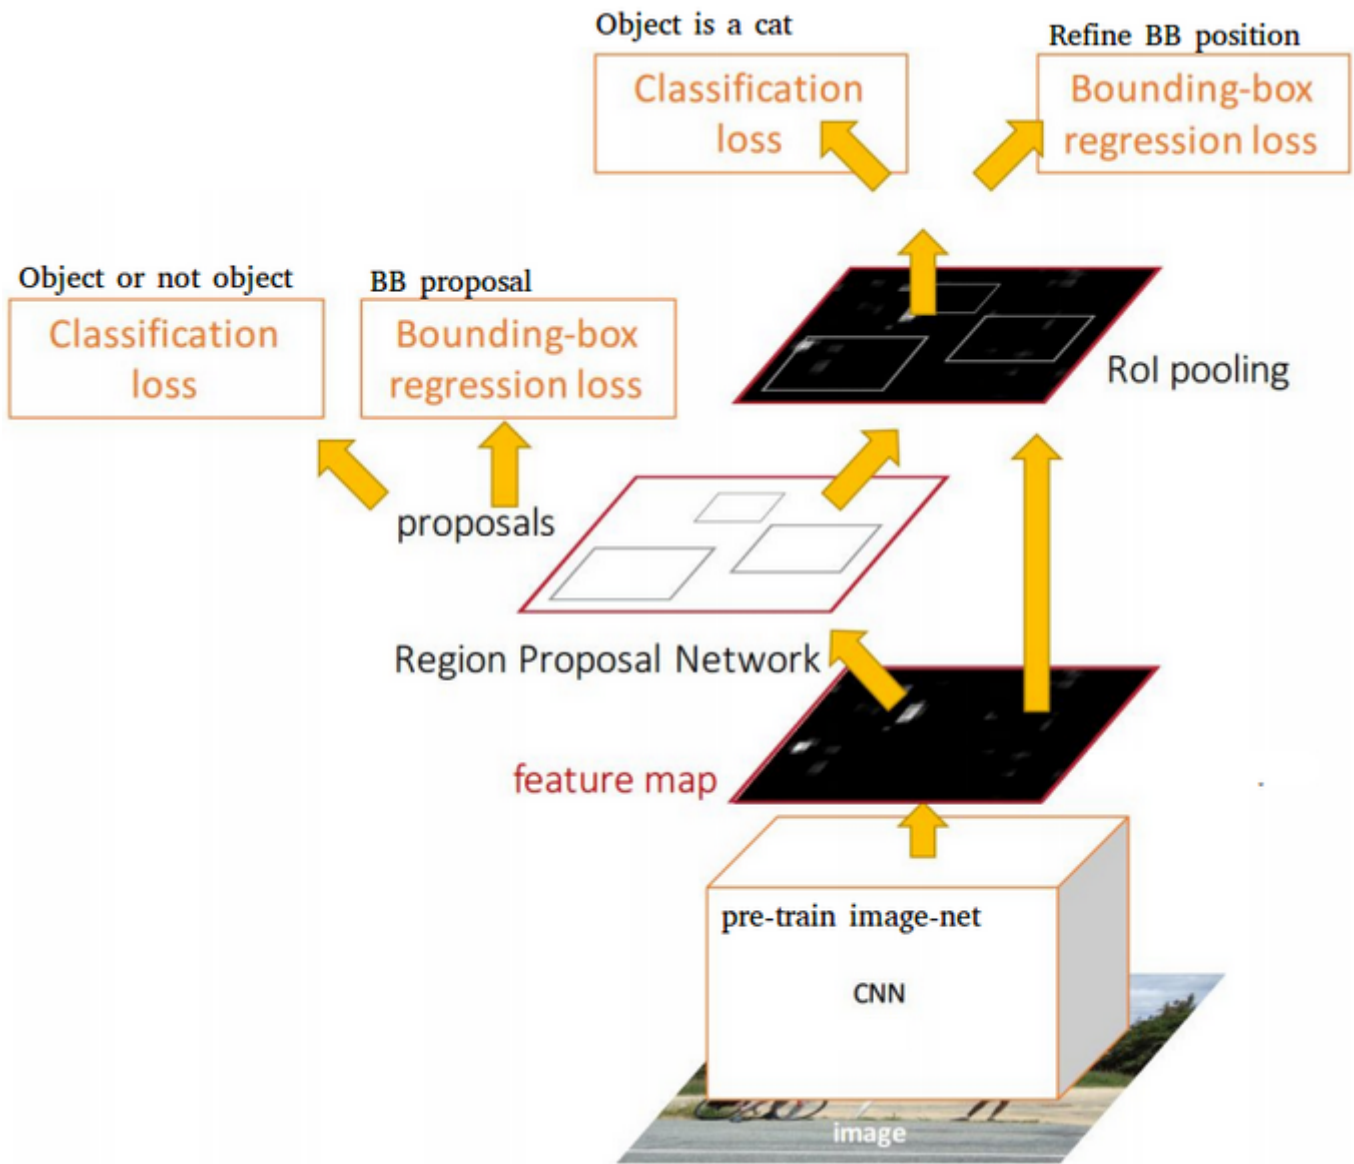 Object is a cat
Refine BB position
Classification
loss
Bounding-box
regression loss
Object or not object
BB proposal
Classification
loss
Bounding-box
regression loss
RoI pooling
proposals
Region Proposal Network
feature map
pre-train image-net
CNN
image